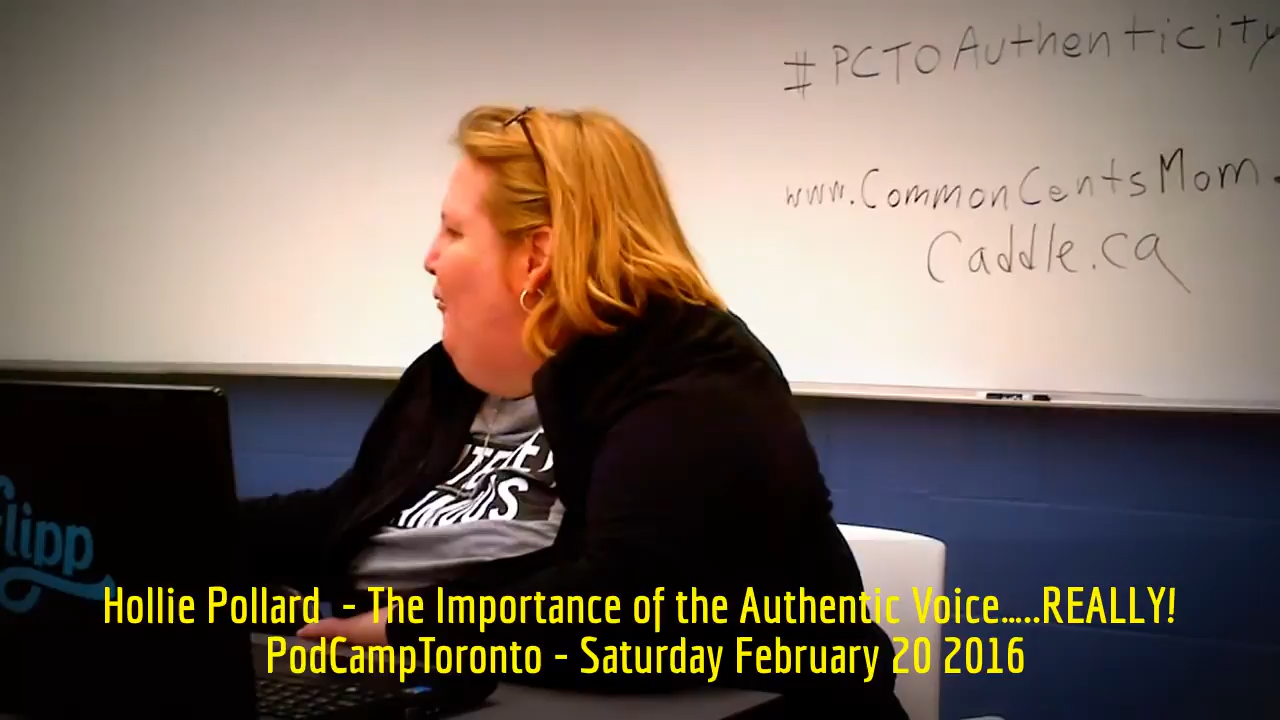 #PCTOAuthenticity
www.CommonCentsMom.
Caddle.ca
flipp
Hollie Pollard - The Importance of the Authentic Voice.....REALLY!
PodCampToronto - Saturday February 20 2016